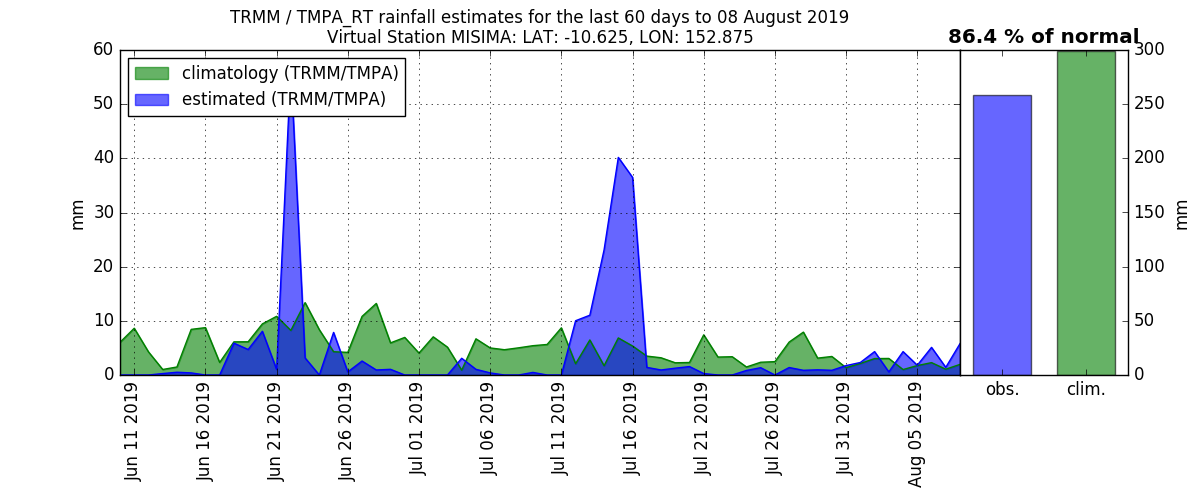 TRMM / TMPA_RT rainfall estimates for the last 60 days to 08 August 2019
Virtual Station MISIMA: LAT: -10.625, LON: 152.875
86.4 % of normal
climatology (TRMM/TMPA)
estimated (TRMM/TMPA)
60
50
40
30
20
10
0
mm
Jun 11 2019
Jun 16 2019
Jun 21 2019
Jun 26 2019
Jul 01 2019
Jul 06 2019
Jul 11 2019
Jul 16 2019
Jul 21 2019
Jul 26 2019
Jul 31 2019
Aug 05 2019
obs.
clim.
300
250
200
150
100
50
0
mm